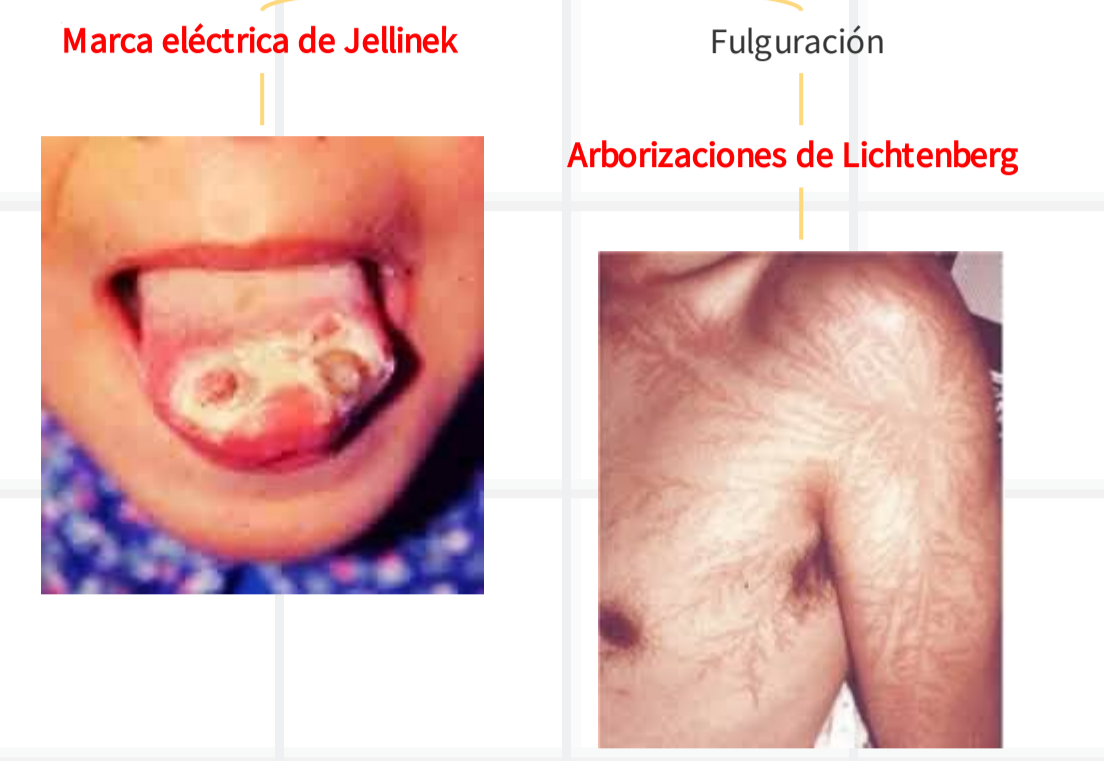 Marca eléctrica de Jellinek
Fulguración
Arborizaciones de Lichtenberg